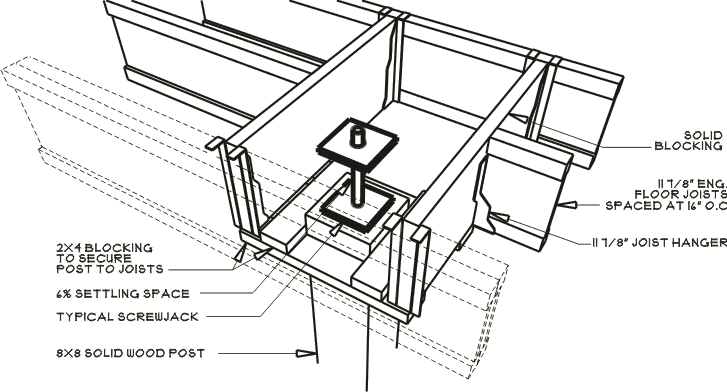 SOLID
BLOCKING
11 7/8" ENG.
FLOOR JOISTS
SPACED AT 16" O.C
11 7/8" JOIST HANGER
2X4 BLOCKING
TO SECURE
POST TO JOISTS
6% SETTLING SPACE
TYPICAL SCREWJACK
8X8 SOLID WOOD POST